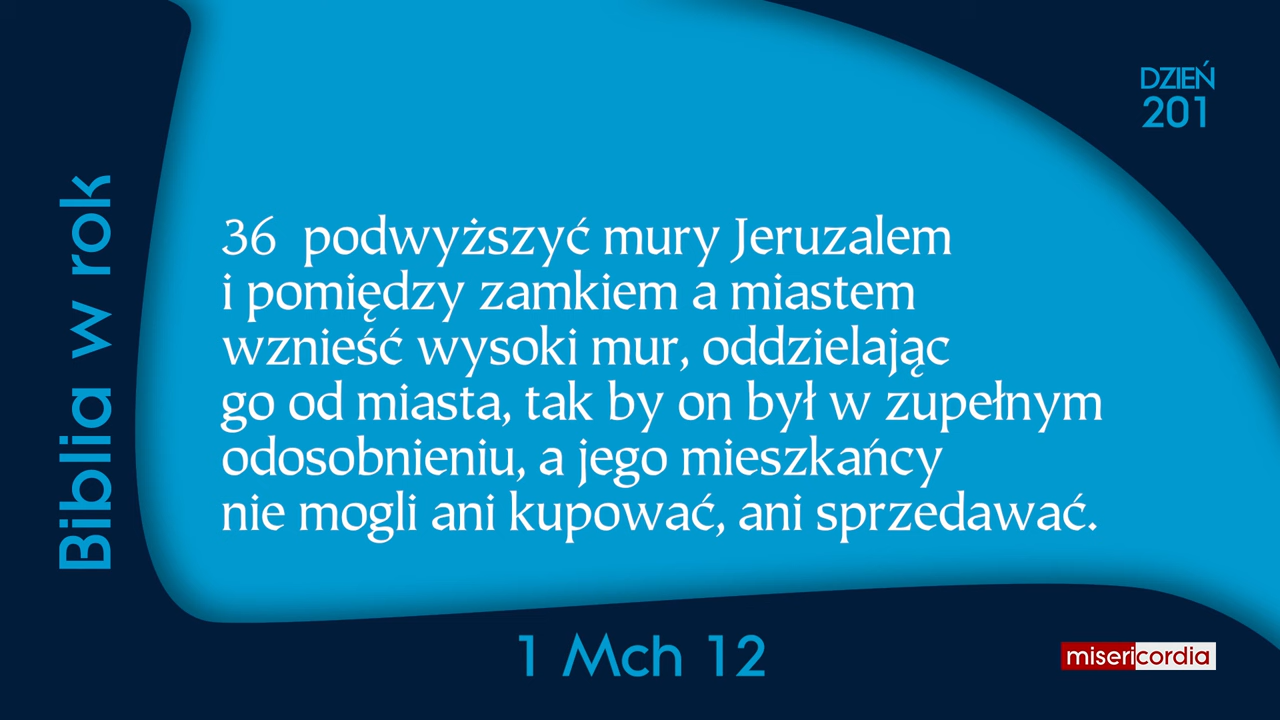 DZIEŃ
201
Biblia w rok
36 podwyższyć mury Jeruzalem
i pomiędzy zamkiem a miastem
wznieść wysoki mur, oddzielając
go od miasta, tak by on był w zupełnym
odosobnieniu, a jego mieszkańcy
nie mogli ani kupować, ani sprzedawać.
1 Mch 12
misericordia